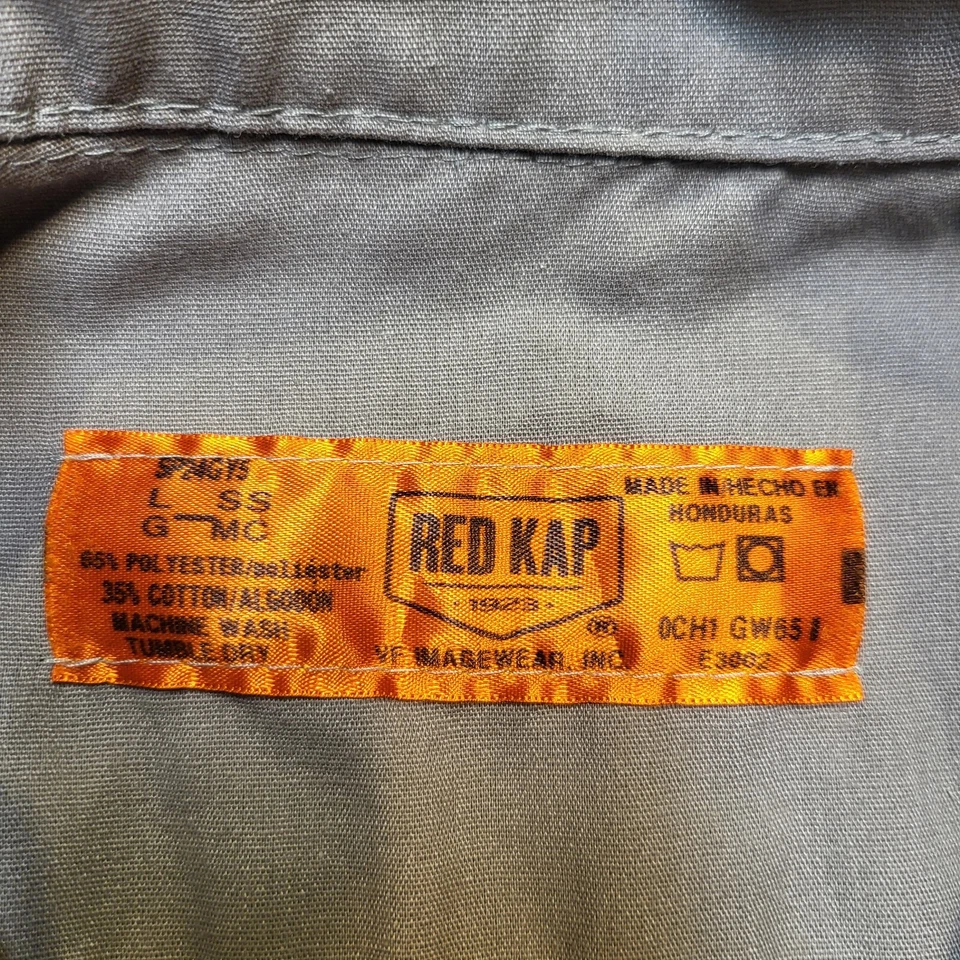 SP24GY5
L SS
G MC
65% POLYESTER/poliester
35% COTTON/ALGODON
MACHINE WASH
TUMBLE DRY
RED KAP
· 1923 ·
®
VF IMAGEWEAR, INC.
MADE IN/HECHO EN
HONDURAS
0CH1 GW65